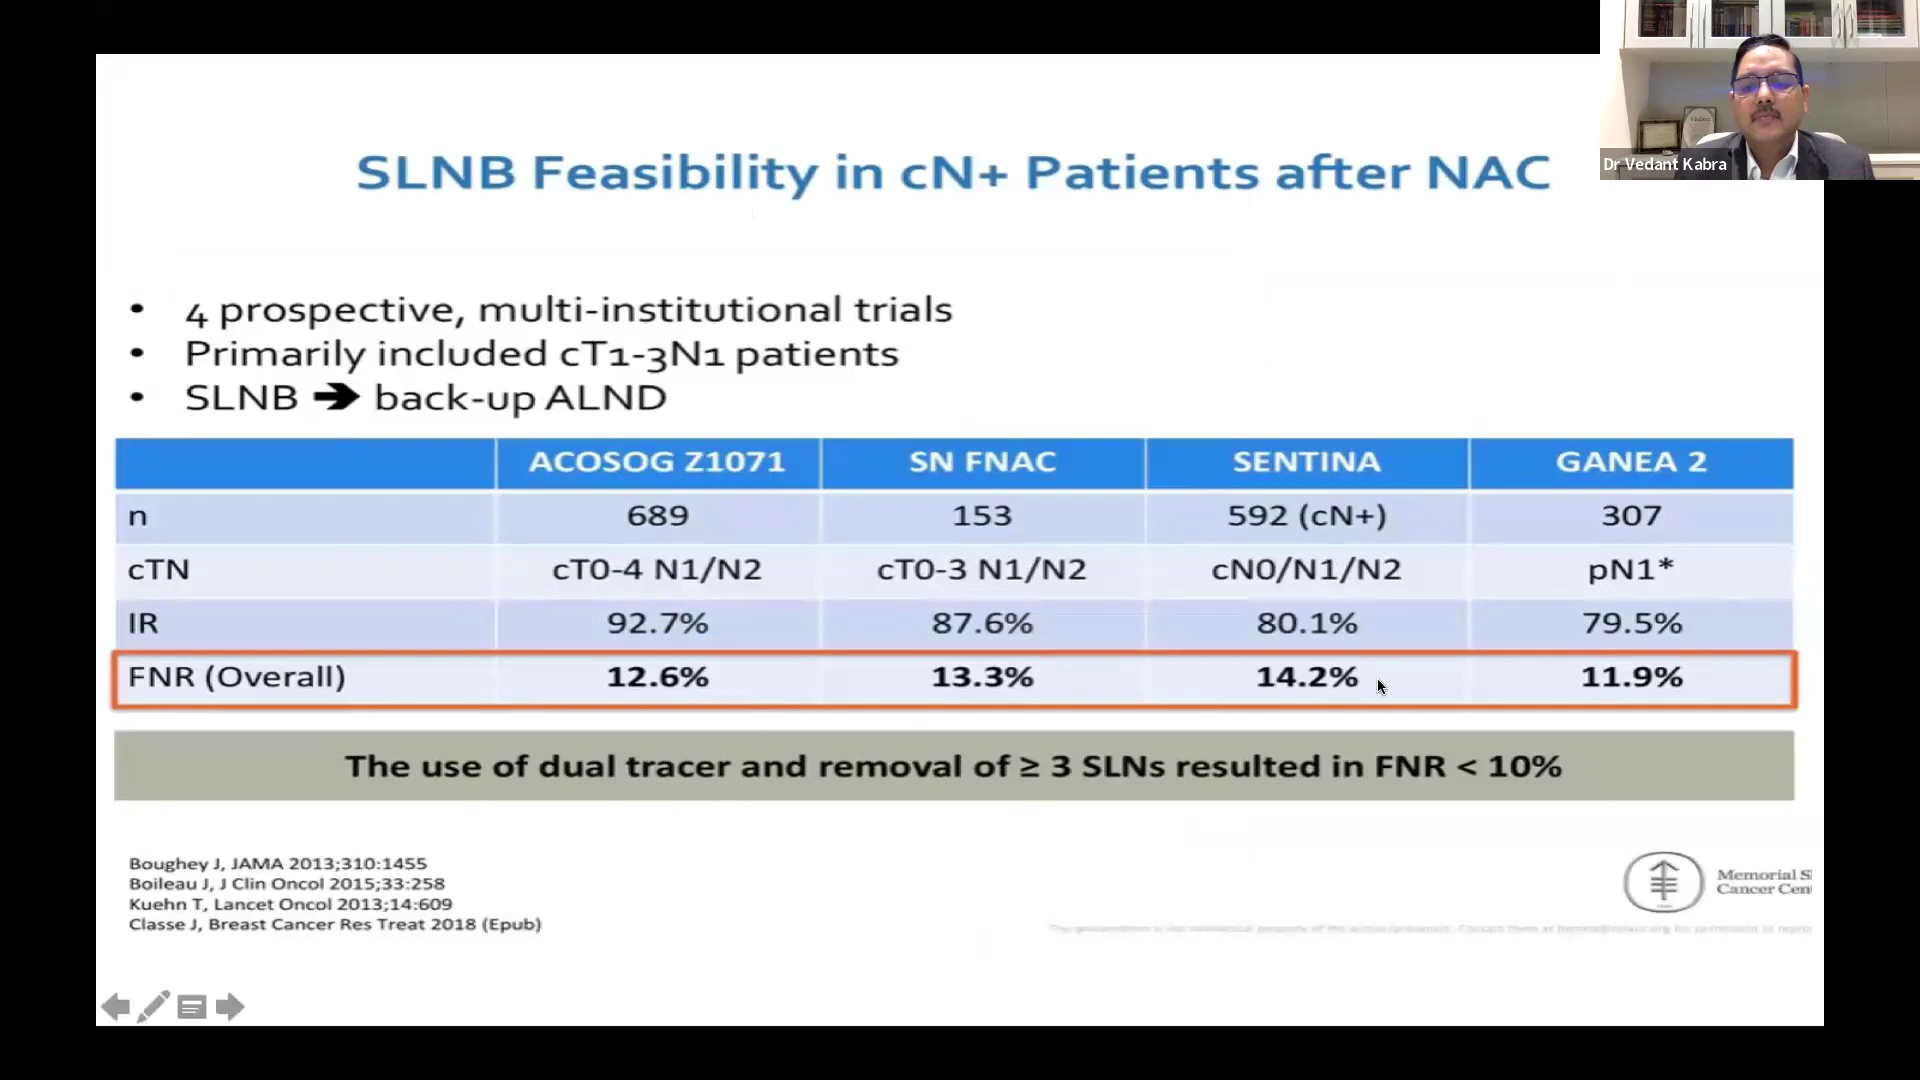 SLNB Feasibility in cN+ Patients after NAC
Dr Vedant Kabra
• 4 prospective, multi-institutional trials
• Primarily included cT1-3N1 patients
• SLNB ➔ back-up ALND
ACOSOG Z1071 SN FNAC SENTINA GANEA 2
n 689 153 592 (cN+) 307
cTN cT0-4 N1/N2 cT0-3 N1/N2 cN0/N1/N2 pN1*
IR 92.7% 87.6% 80.1% 79.5%
FNR (Overall) 12.6% 13.3% 14.2% 11.9%
The use of dual tracer and removal of ≥ 3 SLNs resulted in FNR < 10%
Boughey J, JAMA 2013;310:1455
Boileau J, J Clin Oncol 2015;33:258
Kuehn T, Lancet Oncol 2013;14:609
Classe J, Breast Cancer Res Treat 2018 (Epub)
Memorial S
Cancer Cen